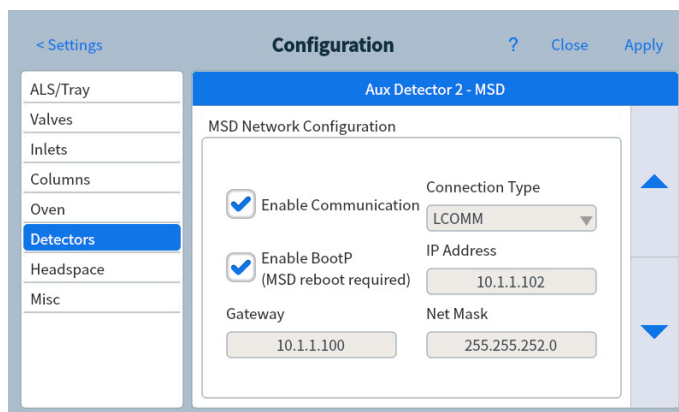 < Settings Configuration ? Close Apply
ALS/Tray
Valves
Inlets
Columns
Oven
Detectors
Headspace
Misc
Aux Detector 2 - MSD
MSD Network Configuration
Enable Communication
Connection Type
LCOMM
Enable BootP
(MSD reboot required)
IP Address
10.1.1.102
Gateway
10.1.1.100
Net Mask
255.255.252.0